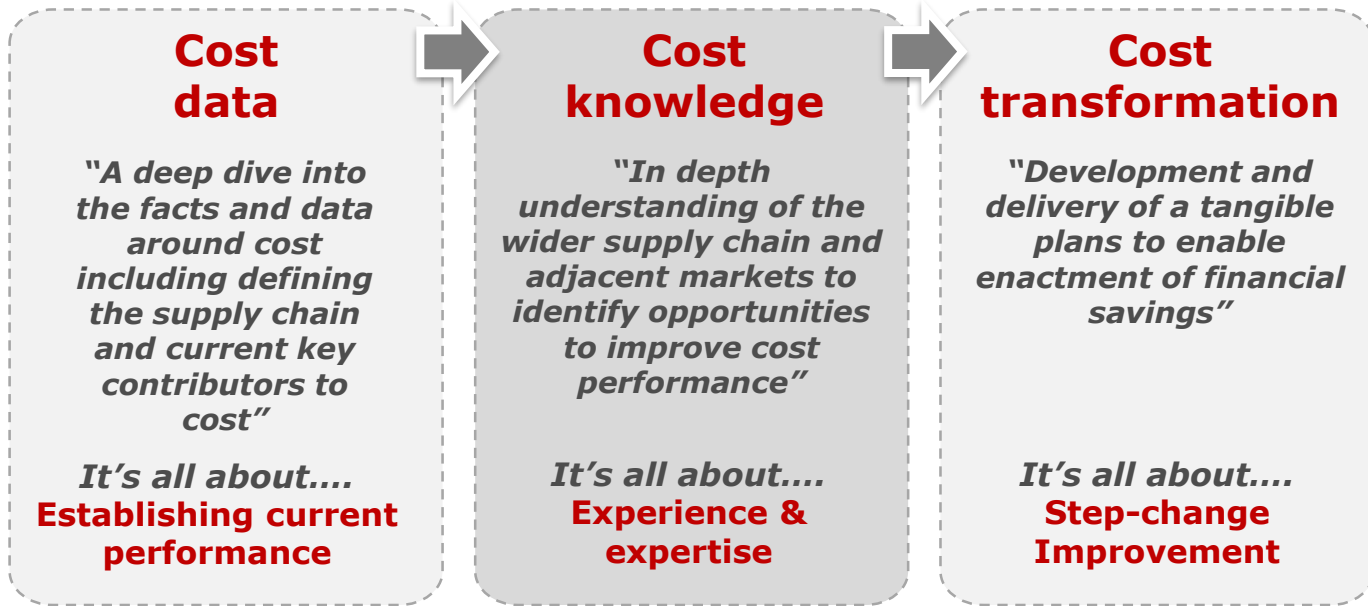 Cost
data
“A deep dive into
the facts and data
around cost
including defining
the supply chain
and current key
contributors to
cost”
It’s all about....
Establishing current
performance
Cost
knowledge
“In depth
understanding of the
wider supply chain and
adjacent markets to
identify opportunities
to improve cost
performance”
It’s all about....
Experience &
expertise
Cost
transformation
“Development and
delivery of a tangible
plans to enable
enactment of financial
savings”
It’s all about....
Step-change
Improvement